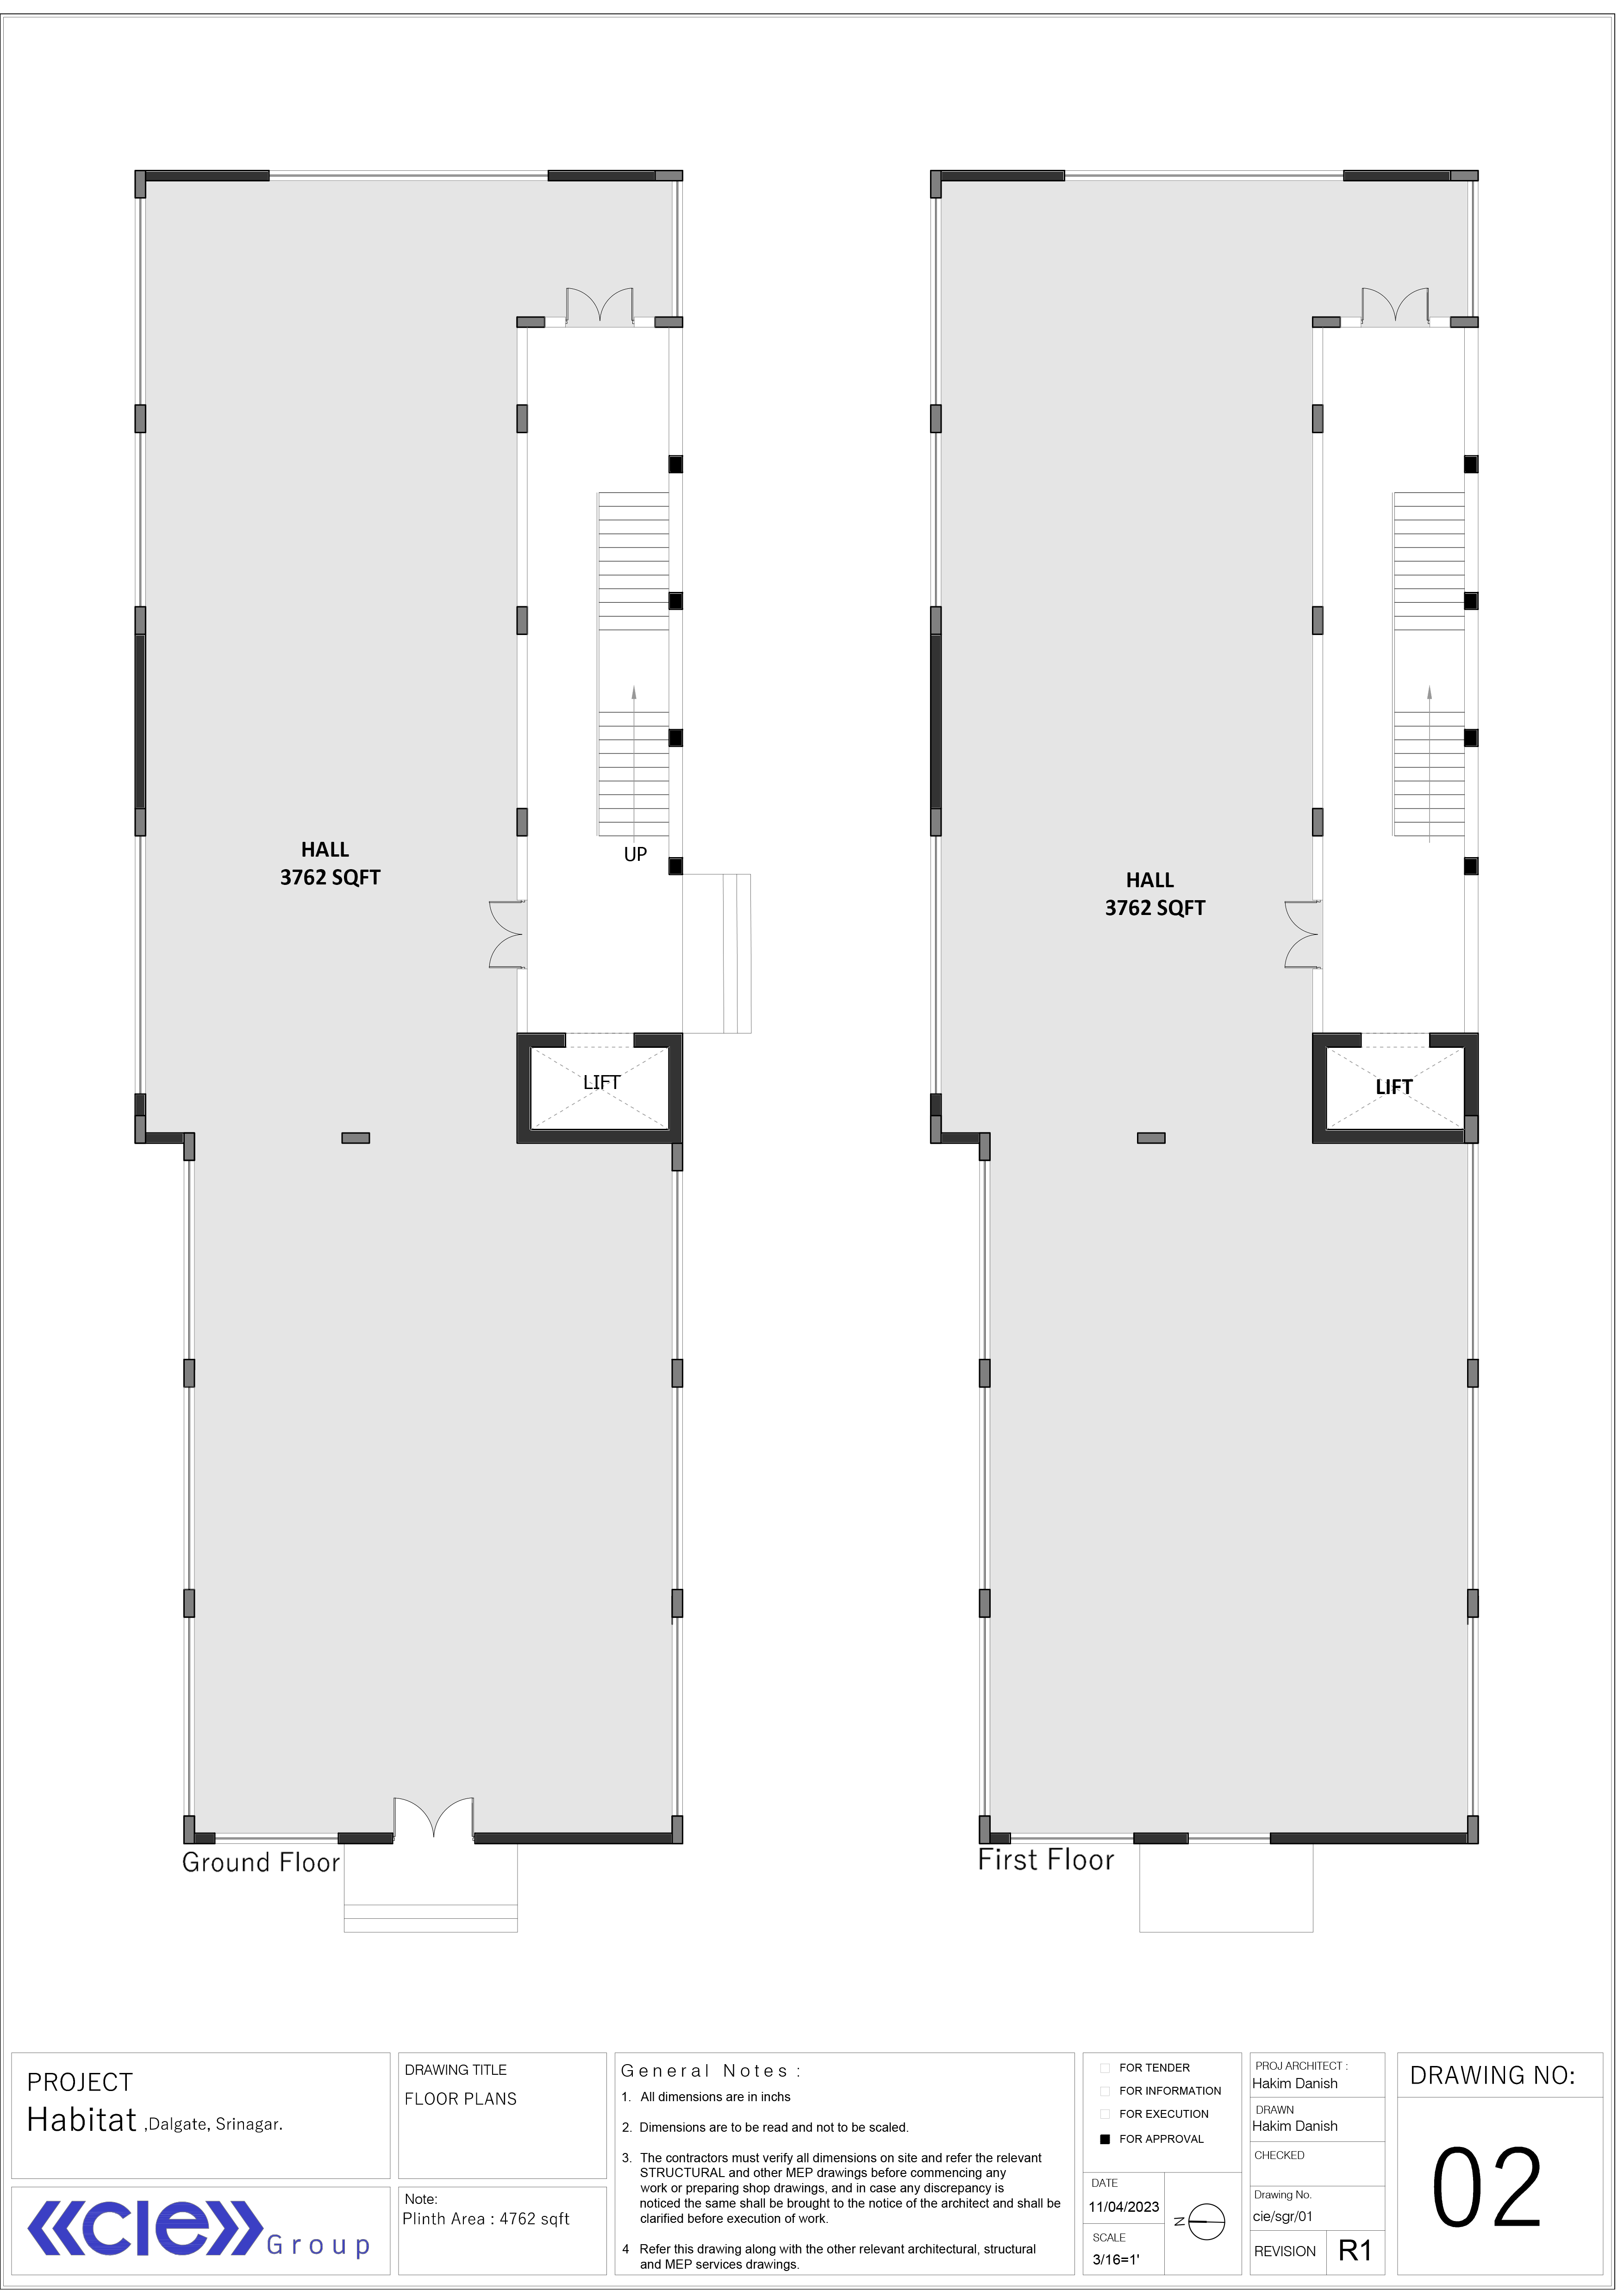 HALL
3762 SQFT
UP
LIFT
Ground Floor
HALL
3762 SQFT
LIFT
First Floor
PROJECT
Habitat ,Dalgate, Srinagar.
«cie» Group
DRAWING TITLE
FLOOR PLANS
Note:
Plinth Area : 4762 sqft
General Notes :
1. All dimensions are in inchs
2. Dimensions are to be read and not to be scaled.
3. The contractors must verify all dimensions on site and refer the relevant
STRUCTURAL and other MEP drawings before commencing any
work or preparing shop drawings, and in case any discrepancy is
noticed the same shall be brought to the notice of the architect and shall be
clarified before execution of work.
4 Refer this drawing along with the other relevant architectural, structural
and MEP services drawings.
FOR TENDER
FOR INFORMATION
FOR EXECUTION
FOR APPROVAL
DATE
11/04/2023
SCALE
3/16=1'
N
PROJ ARCHITECT :
Hakim Danish
DRAWN
Hakim Danish
CHECKED
Drawing No.
cie/sgr/01
REVISION R1
DRAWING NO:
02